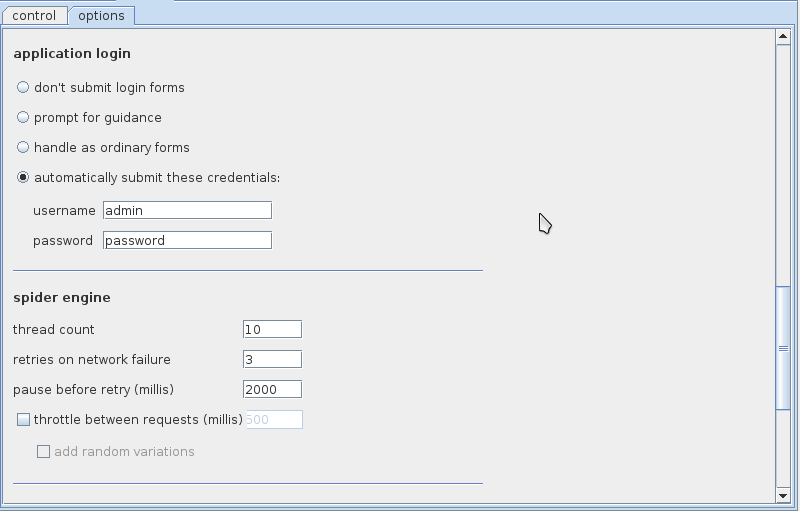 control options
application login
don't submit login forms
prompt for guidance
handle as ordinary forms
automatically submit these credentials:
username admin
password password
spider engine
thread count 10
retries on network failure 3
pause before retry (millis) 2000
throttle between requests (millis) 500
add random variations